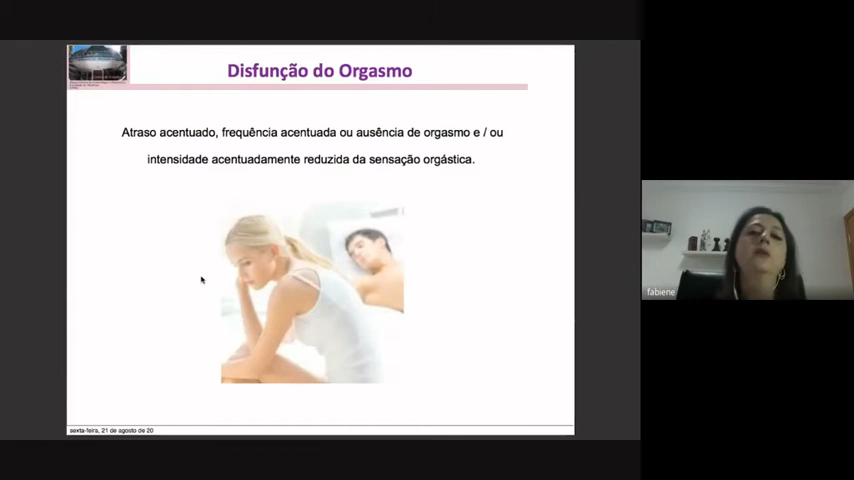 Disfunção do Orgasmo
Atraso acentuado, frequência acentuada ou ausência de orgasmo e / ou
intensidade acentuadamente reduzida da sensação orgástica.
fabiene
sexta-feira, 21 de agosto de 20